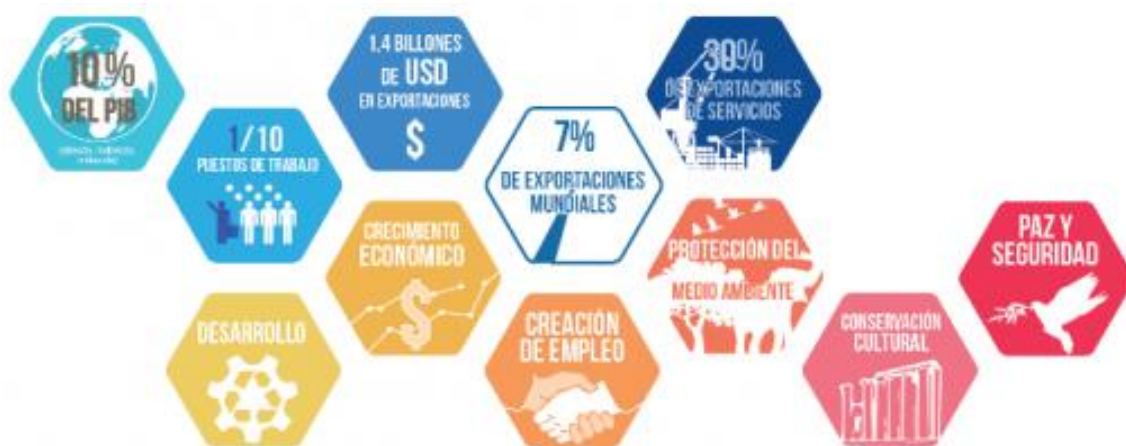 10%
DEL PIB
1/10
PUESTOS DE TRABAJO
1,4 BILLONES
DE USD
EN EXPORTACIONES
$
7%
DE EXPORTACIONES
MUNDIALES
30%
DE EXPORTACIONES
DE SERVICIOS
CRECIMIENTO
ECONÓMICO
$
PROTECCIÓN DEL
MEDIO AMBIENTE
PAZ Y
SEGURIDAD
DESARROLLO
CREACIÓN
DE EMPLEO
CONSERVACIÓN
CULTURAL